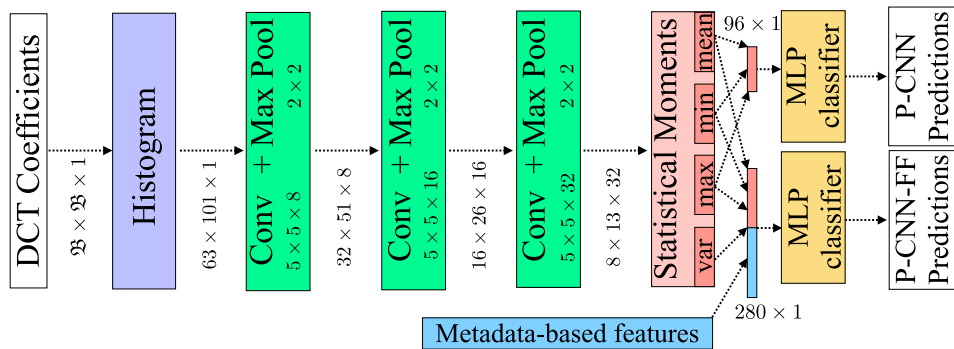 DCT Coefficients
𝔅 × 𝔅 × 1
Histogram
63 × 101 × 1
Conv + Max Pool
5 × 5 × 8
2 × 2
32 × 51 × 8
Conv + Max Pool
5 × 5 × 16
2 × 2
16 × 26 × 16
Conv + Max Pool
5 × 5 × 32
2 × 2
8 × 13 × 32
Statistical Moments
mean
min
max
var
96 × 1
MLP
classifier
P-CNN
Predictions
MLP
classifier
P-CNN-FF
Predictions
280 × 1
Metadata-based features